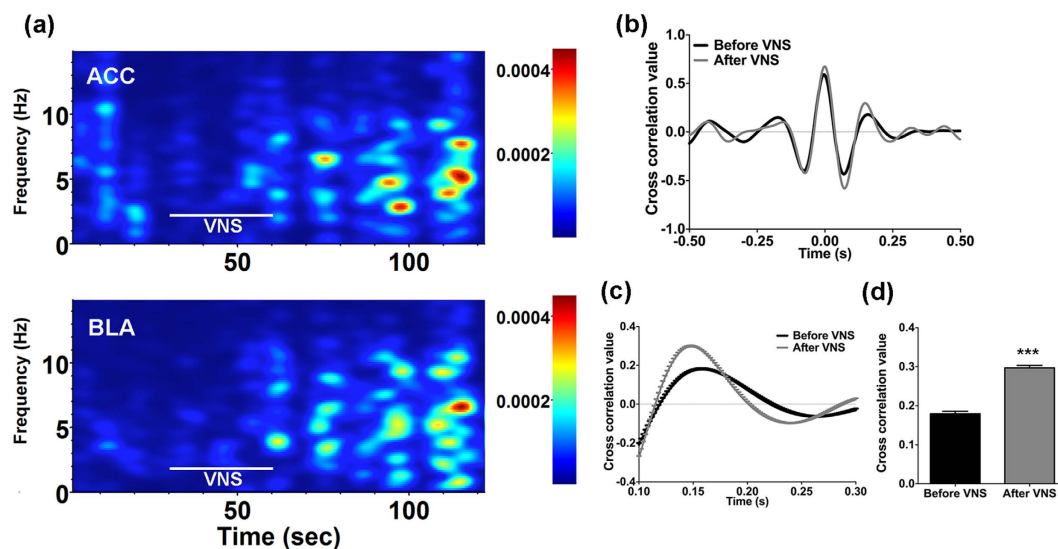 (a)
ACC
Frequency (Hz)
10
5
0
VNS
50
100
0.0004
0.0002
BLA
Frequency (Hz)
10
5
0
VNS
50
100
Time (sec)
0.0004
0.0002
(b)
Before VNS
After VNS
Cross correlation value
1.0
0.5
0.0
-0.5
-1.0
-0.50
-0.25
0.00
0.25
0.50
Time (s)
(c)
Before VNS
After VNS
Cross correlation value
0.4
0.2
0.0
-0.2
-0.4
0.10
0.15
0.20
0.25
0.30
Time (s)
(d)
Cross correlation value
0.4
0.3
0.2
0.1
0.0
***
Before VNS
After VNS